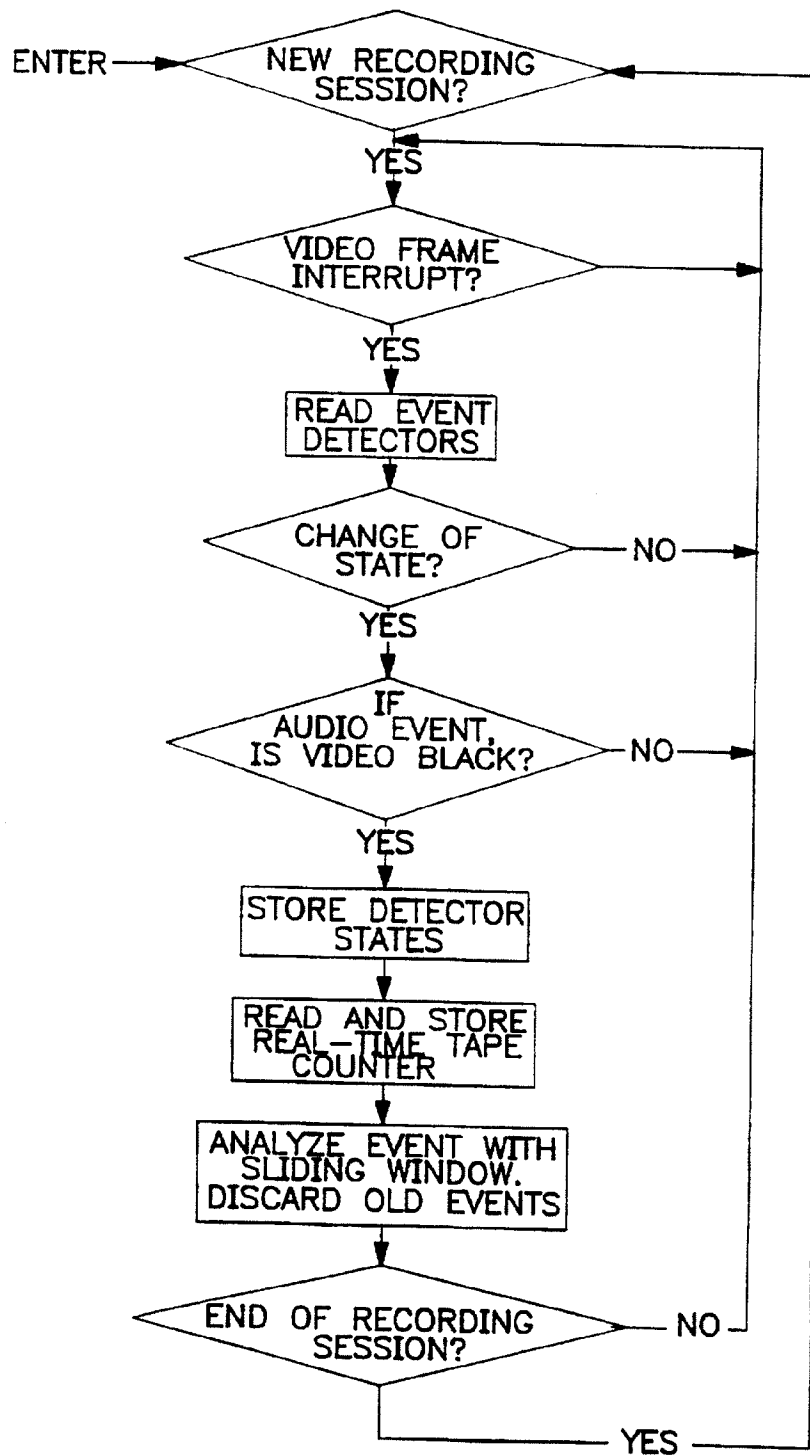 ENTER
NEW RECORDING
SESSION?
YES
VIDEO FRAME
INTERRUPT?
YES
READ EVENT
DETECTORS
CHANGE OF
STATE?
NO
YES
IF
AUDIO EVENT,
IS VIDEO BLACK?
NO
YES
STORE DETECTOR
STATES
READ AND STORE
REAL-TIME TAPE
COUNTER
ANALYZE EVENT WITH
SLIDING WINDOW.
DISCARD OLD EVENTS
END OF RECORDING
SESSION?
NO
YES